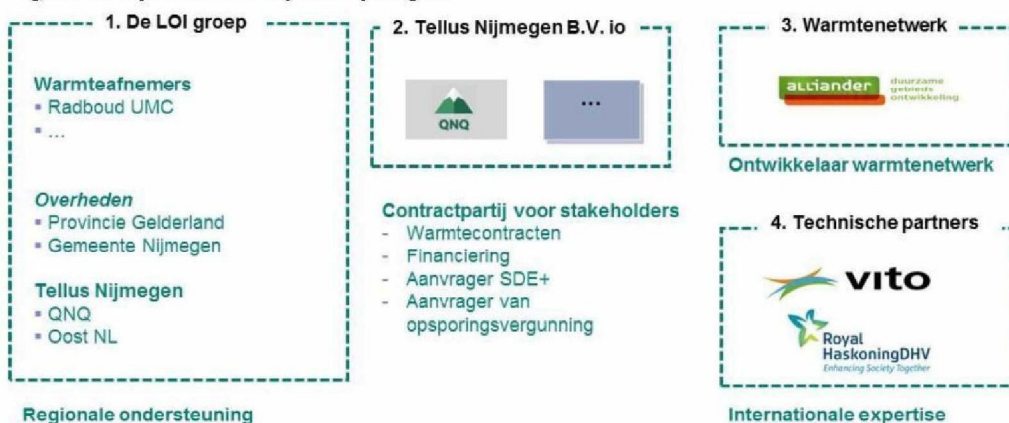 1. De LOI groep
Warmteafnemers
▪ Radboud UMC
▪ ...
Overheden
▪ Provincie Gelderland
▪ Gemeente Nijmegen
Tellus Nijmegen
▪ QNQ
▪ Oost NL
Regionale ondersteuning
2. Tellus Nijmegen B.V. io
QNQ
...
Contractpartij voor stakeholders
- Warmtecontracten
- Financiering
- Aanvrager SDE+
- Aanvrager van
opsporingsvergunning
3. Warmtenetwerk
alliander
duurzame
gebieds
ontwikkeling
Ontwikkelaar warmtenetwerk
4. Technische partners
vito
Royal
HaskoningDHV
Enhancing Society Together
Internationale expertise